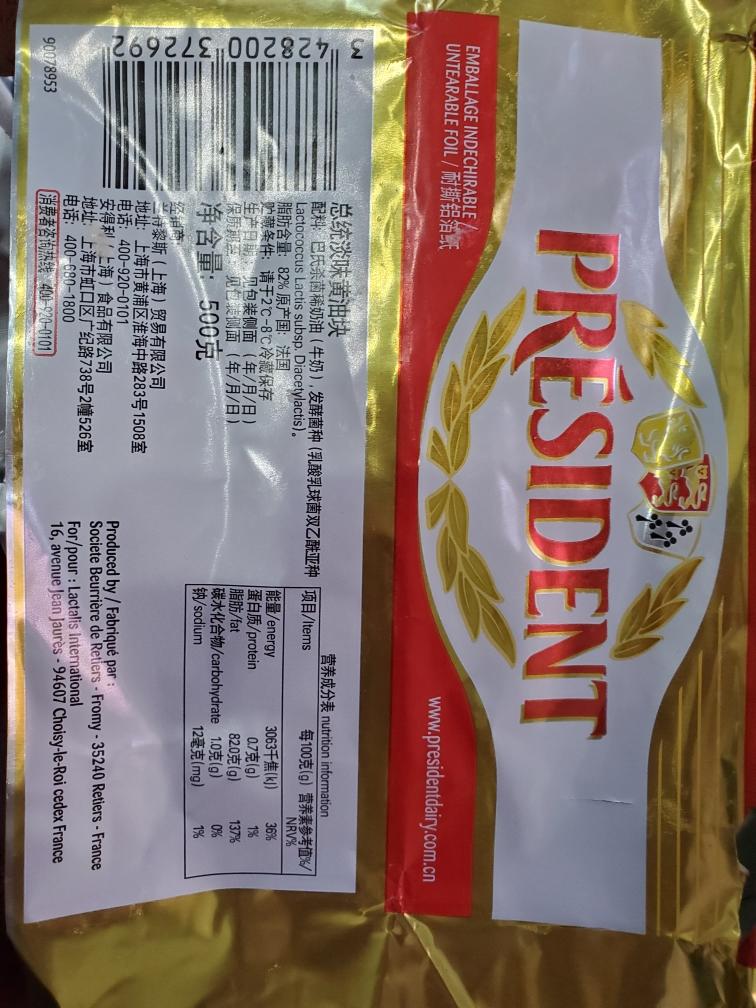 PRÉSIDENT
EMBALLAGE INDECHIRABLE /
UNTEARABLE FOIL / 耐撕铝箔纸
www.presidentdairy.com.cn
3 428200 372692
90078953
总统淡味黄油块
配料：巴氏杀菌稀奶油（牛奶）, 发酵菌种（乳酸乳球菌双乙酰亚种
Lactococcus Lactis subsp. Diacetylactis)。
脂肪含量：82% 原产国：法国
贮藏条件：请于2℃-8℃冷藏保存
生产日期：见包装侧面（年/月/日）
保质期至：见包装侧面（年/月/日）
净含量：500克
经销商：
（上海）贸易有限公司
地址：上海市黄浦区淮海中路283号1508室
电话：400-920-0101
安得利（上海）食品有限公司
地址：上海市虹口区广纪路738号2幢526室
电话：400-680-1800
消费者咨询热线：400-920-0101
营养成分表 nutrition information
项目/Items 每100克(g) 营养素参考值%/
NRV%
能量/energy 3063千焦(kj) 36%
蛋白质/protein 0.7克(g) 1%
脂肪/fat 82.0克(g) 137%
碳水化合物/carbohydrate 1.0克(g) 0%
钠/sodium 12毫克(mg) 1%
Produced by / Fabriqué par :
Societe Beurrière de Retiers - Fromy - 35240 Retiers - France
For/pour : Lactalis International
16, avenue Jean Jaurès - 94607 Choisy-le-Roi cedex France